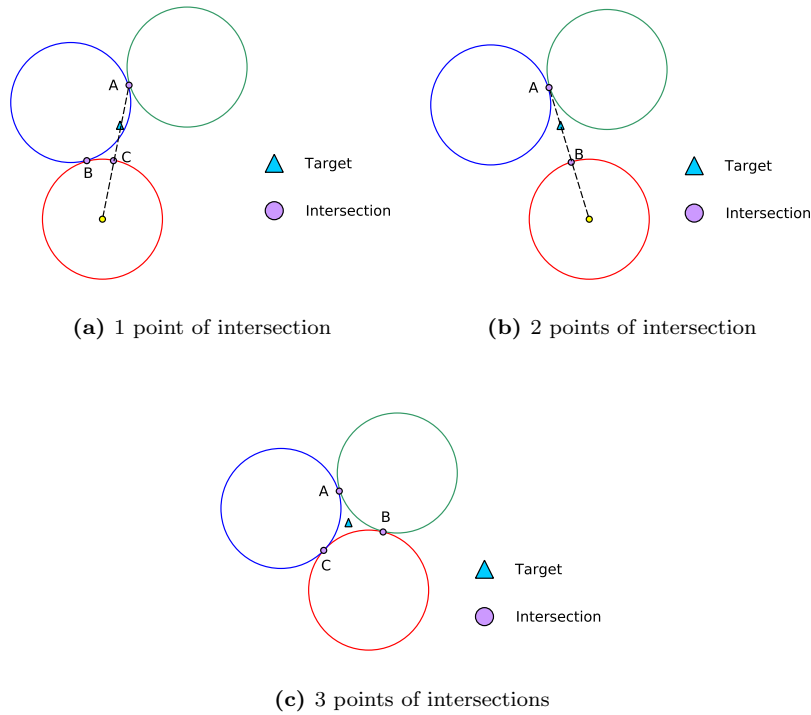 A
B
C
Target
Intersection
(a) 1 point of intersection
A
B
Target
Intersection
(b) 2 points of intersection
A
B
C
Target
Intersection
(c) 3 points of intersections